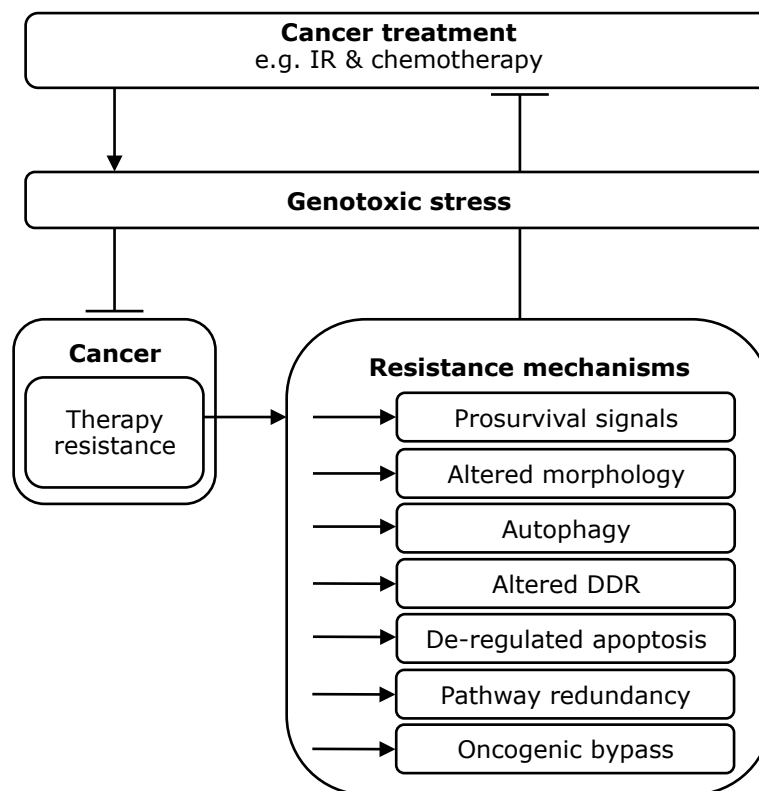 Cancer treatment
e.g. IR & chemotherapy
Genotoxic stress
Cancer
Therapy
resistance
Resistance mechanisms
Prosurvival signals
Altered morphology
Autophagy
Altered DDR
De-regulated apoptosis
Pathway redundancy
Oncogenic bypass